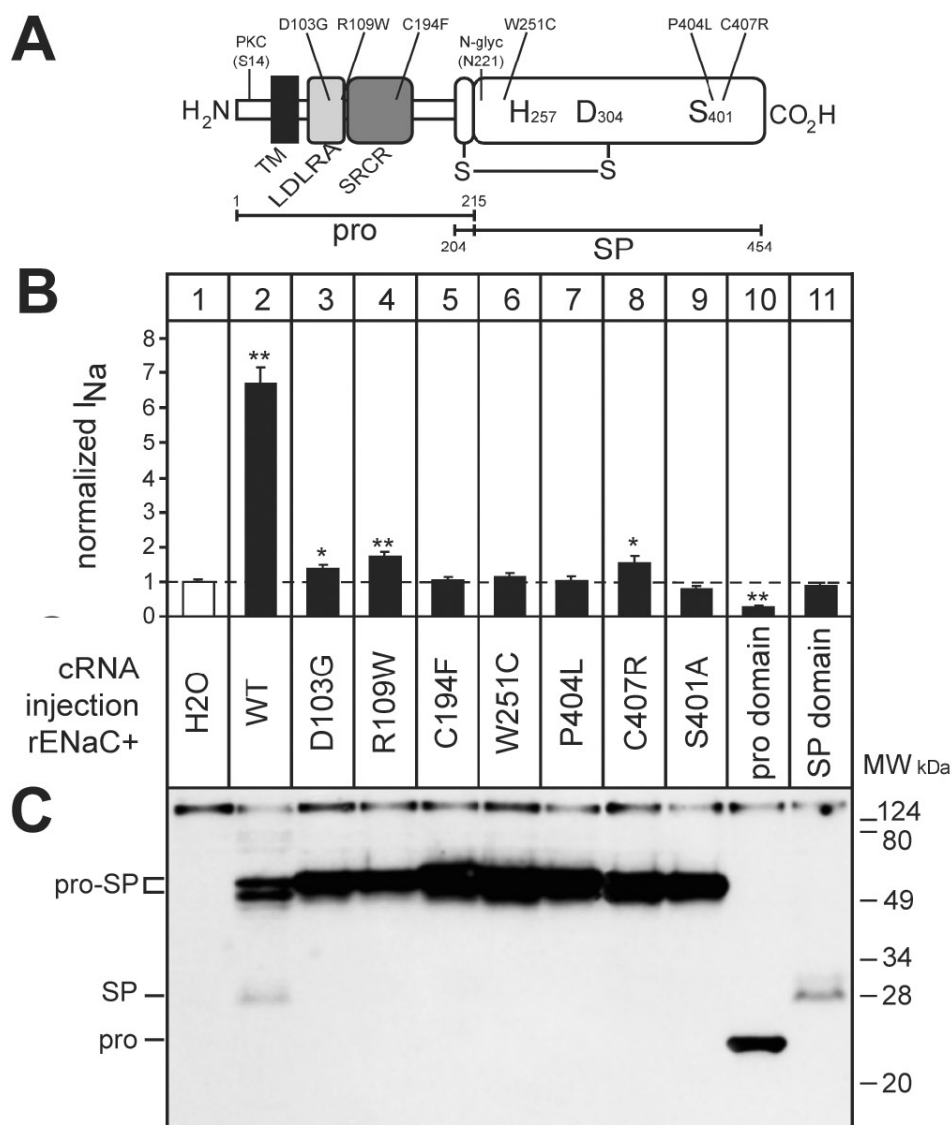 A
D103G R109W C194F W251C P404L C407R
PKC
(S14)
N-glyc
(N221)
H₂N
H257 D304 S401
CO₂H
TM
LDLRA
SRCR
S S
1 215
pro
204 454
SP
B
1 2 3 4 5 6 7 8 9 10 11
normalized I Na
8
7
6
5
4
3
2
1
0
** * ** * **
cRNA
injection
rENaC+
H2O
WT
D103G
R109W
C194F
W251C
P404L
C407R
S401A
pro domain
SP domain
MW kDa
C
124
80
pro-SP
49
34
SP
28
pro
20